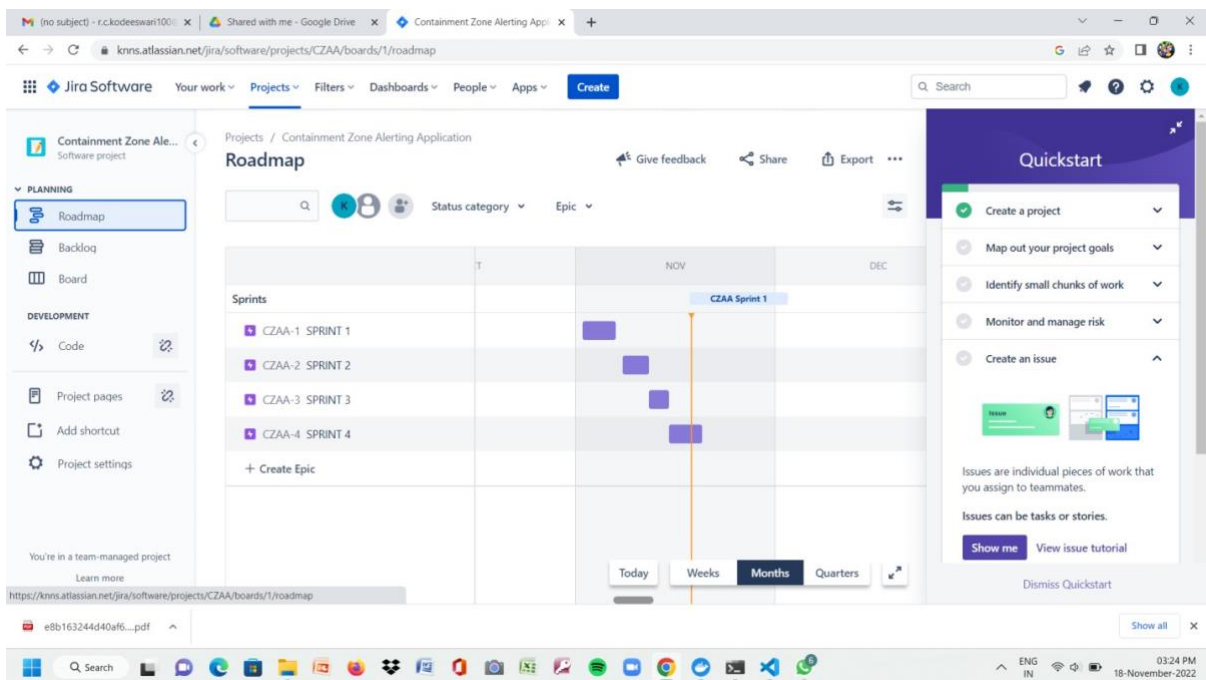 (no subject) - r.c.kodeeswari100
Shared with me - Google Drive
Containment Zone Alerting Appl
knns.atlassian.net/jira/software/projects/CZAA/boards/1/roadmap
Jira Software
Your work
Projects
Filters
Dashboards
People
Apps
Create
Search
K
Containment Zone Ale...
Software project
PLANNING
Roadmap
Backlog
Board
DEVELOPMENT
Code
Project pages
Add shortcut
Project settings
You're in a team-managed project
Learn more
https://knns.atlassian.net/jira/software/projects/CZAA/boards/1/roadmap
Projects / Containment Zone Alerting Application
Roadmap
Give feedback
Share
Export
K
Status category
Epic
T
NOV
DEC
Sprints
CZAA Sprint 1
CZAA-1 SPRINT 1
CZAA-2 SPRINT 2
CZAA-3 SPRINT 3
CZAA-4 SPRINT 4
+ Create Epic
Today
Weeks
Months
Quarters
Quickstart
Create a project
Map out your project goals
Identify small chunks of work
Monitor and manage risk
Create an issue
Issue
Issues are individual pieces of work that
you assign to teammates.
Issues can be tasks or stories.
Show me
View issue tutorial
Dismiss Quickstart
e8b163244d40af6....pdf
Show all
Search
6
ENG
IN
03:24 PM
18-November-2022